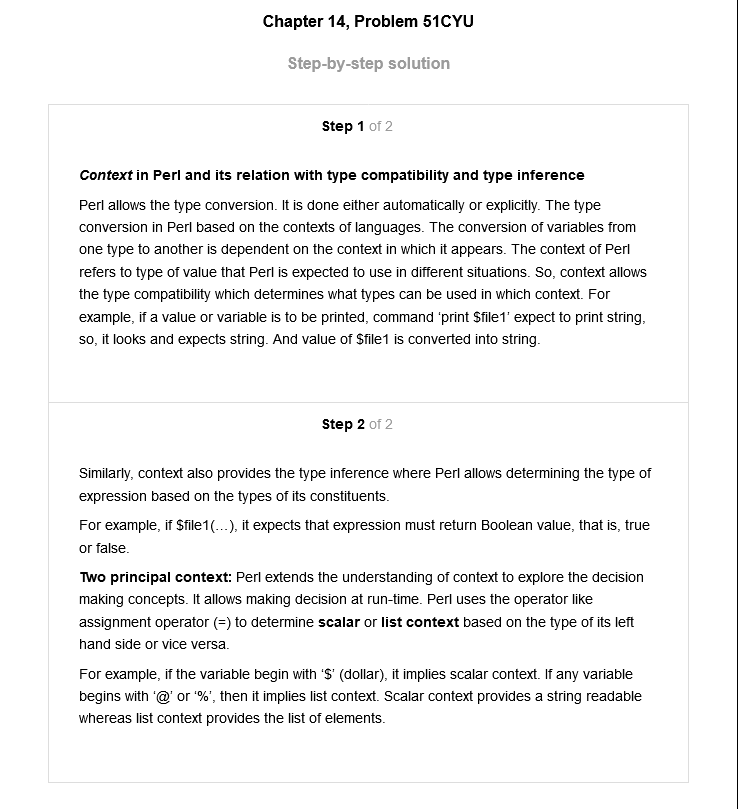 Chapter 14, Problem 51CYU
Step-by-step solution
Step 1 of 2
Context in Perl and its relation with type compatibility and type inference
Perl allows the type conversion. It is done either automatically or explicitly. The type
conversion in Perl based on the contexts of languages. The conversion of variables from
one type to another is dependent on the context in which it appears. The context of Perl
refers to type of value that Perl is expected to use in different situations. So, context allows
the type compatibility which determines what types can be used in which context. For
example, if a value or variable is to be printed, command ‘print $file1’ expect to print string,
so, it looks and expects string. And value of $file1 is converted into string.
Step 2 of 2
Similarly, context also provides the type inference where Perl allows determining the type of
expression based on the types of its constituents.
For example, if $file1(…), it expects that expression must return Boolean value, that is, true
or false.
Two principal context: Perl extends the understanding of context to explore the decision
making concepts. It allows making decision at run-time. Perl uses the operator like
assignment operator (=) to determine scalar or list context based on the type of its left
hand side or vice versa.
For example, if the variable begin with ‘$’ (dollar), it implies scalar context. If any variable
begins with ‘@’ or ‘%’, then it implies list context. Scalar context provides a string readable
whereas list context provides the list of elements.